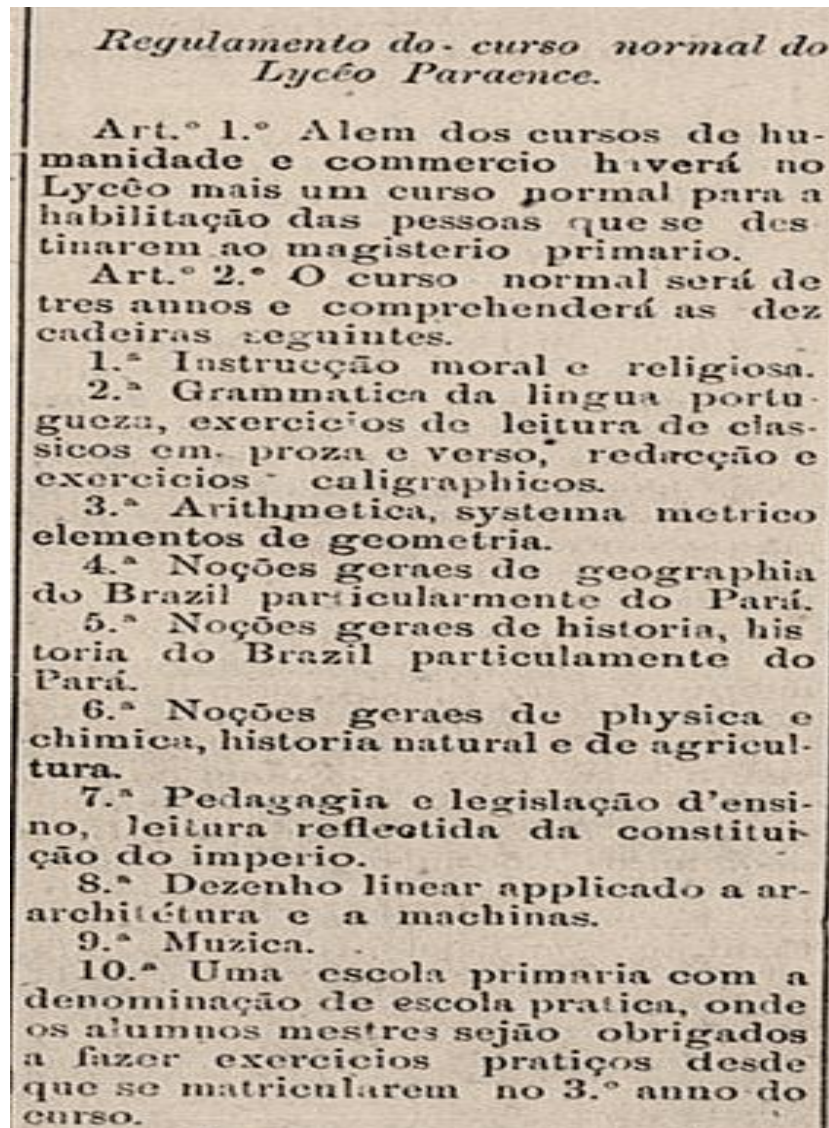 Regulamento do- curso normal do
Lycêo Paraence.
Art.º 1.º Alem dos cursos de hu-
manidade e commercio haverá no
Lycêo mais um curso normal para a
habilitação das pessoas que se des
tinarem ao magisterio primario.
Art.º 2.º O curso normal será de
tres annos e comprehenderá as dez
cadeiras seguintes.
1.ª Instrucção moral e religiosa.
2.ª Grammatica da lingua portu-
gueza, exercicios de leitura de clas-
sicos em. proza e verso, redacção e
exercicios caligraphicos.
3.ª Arithmetica, systema metrico
elementos de geometria.
4.ª Noções geraes de geographia
do Brazil particularmente do Pará.
5.ª Noções geraes de historia, his
toria do Brazil particulamente do
Pará.
6.ª Noções geraes de physica e
chimica, historia natural e de agricul-
tura.
7.ª Pedagagia e legislação d'ensi-
no, leitura reflectida da constitui-
ção do imperio.
8.ª Dezenho linear applicado a ar-
architétura e a machinas.
9.ª Muzica.
10.ª Uma escola primaria com a
denominação de escola pratica, onde
os alumnos mestres sejão obrigados
a fazer exercicios pratiços desde
que se matricularem no 3.º anno do
curso.